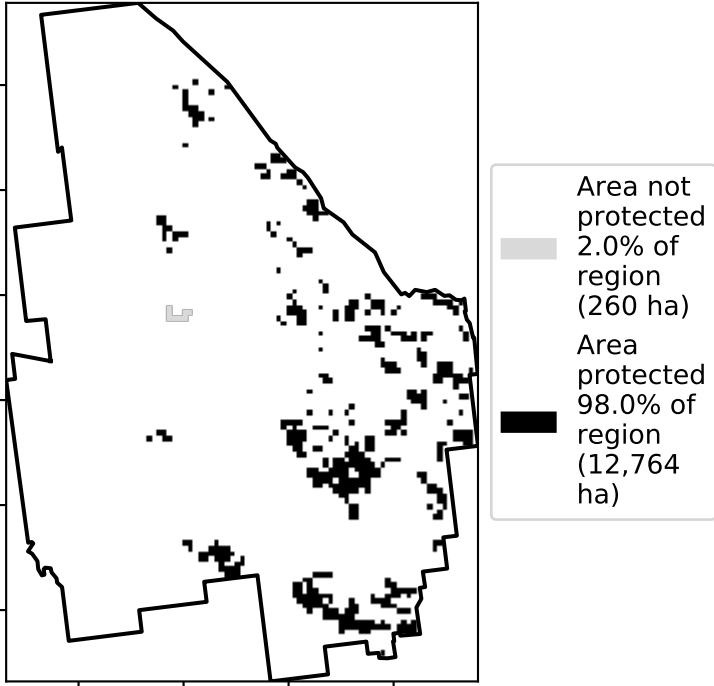 Area not
protected
2.0% of
region
(260 ha)
Area
protected
98.0% of
region
(12,764
ha)